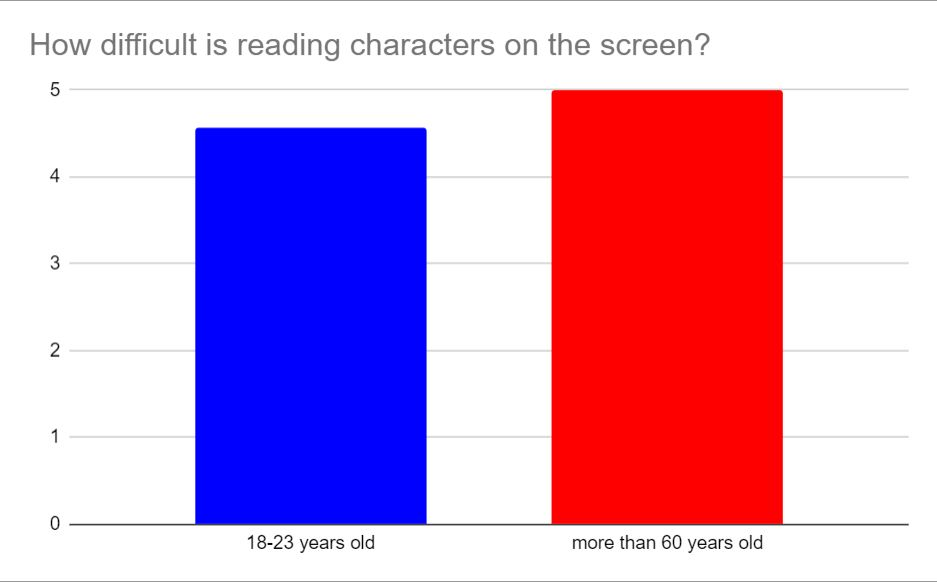 How difficult is reading characters on the screen?
5
4
3
2
1
0
18-23 years old
more than 60 years old